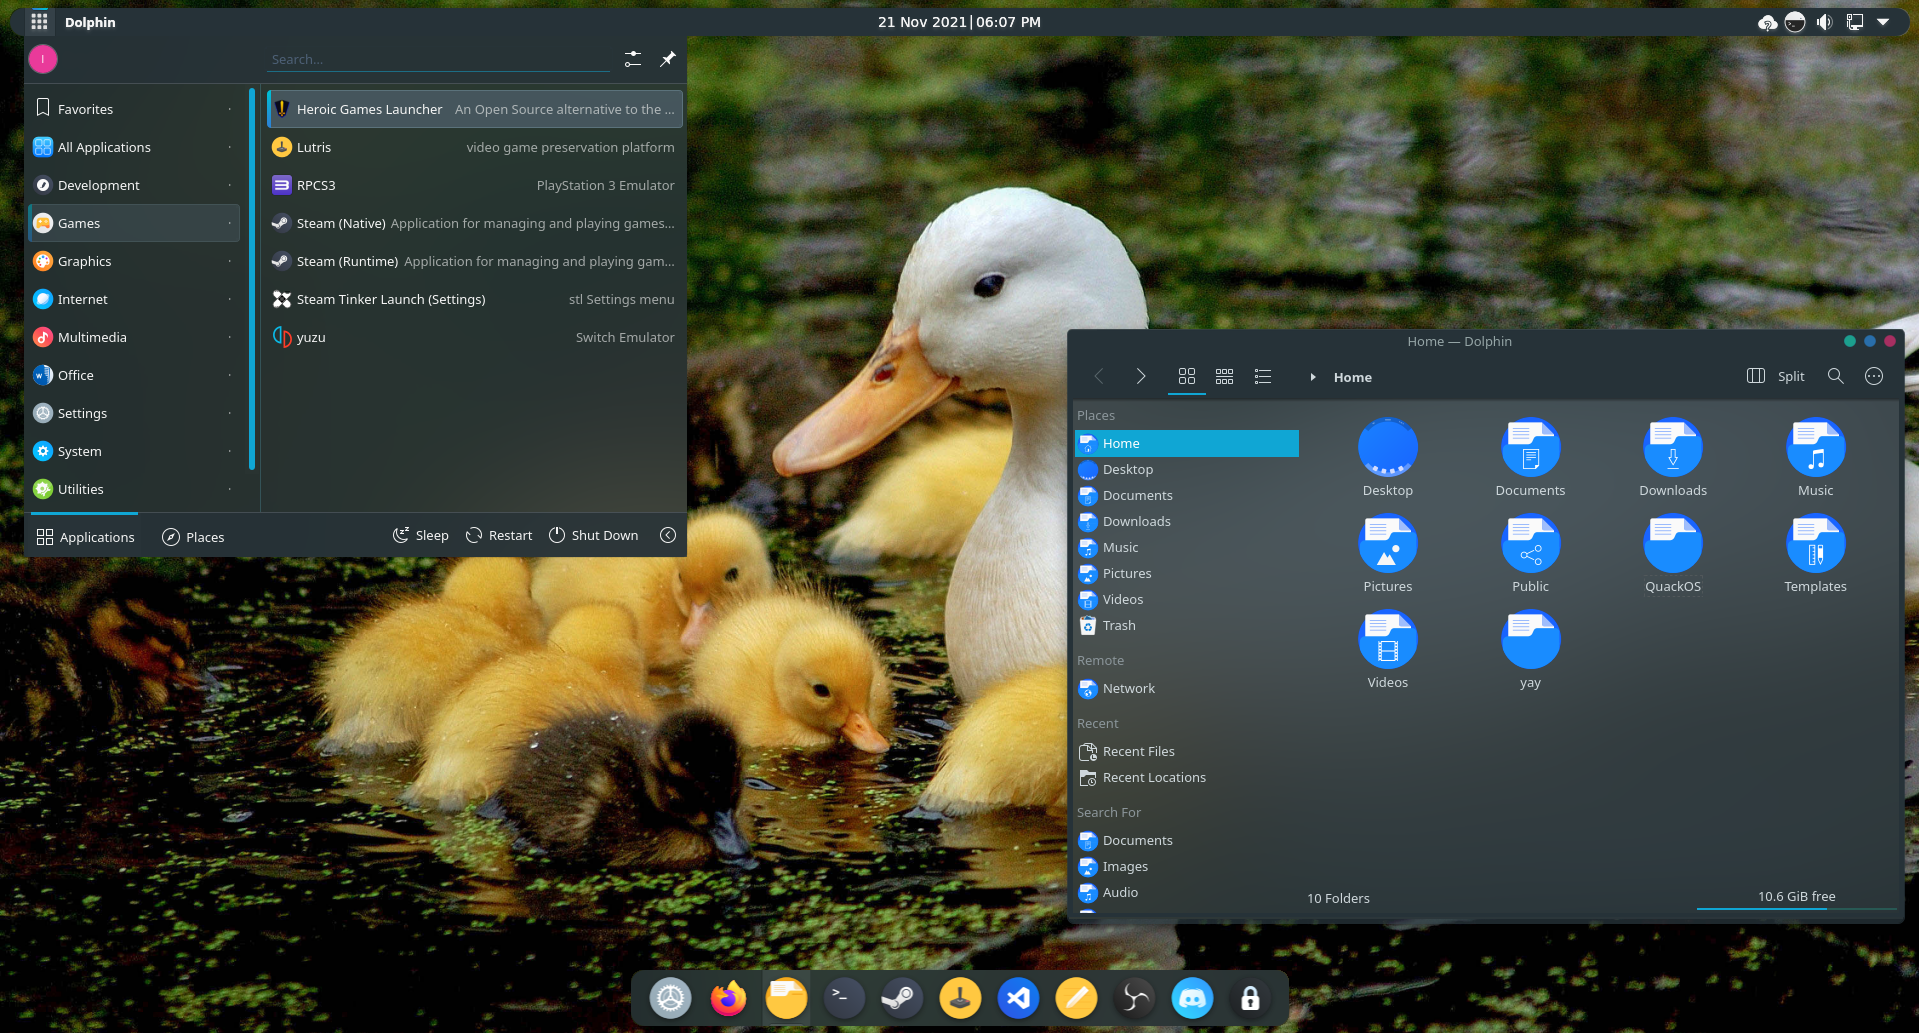 Dolphin
21 Nov 2021|06:07 PM
I
Search...
Favorites
All Applications
Development
Games
Graphics
Internet
Multimedia
Office
Settings
System
Utilities
Heroic Games Launcher An Open Source alternative to the ...
Lutris video game preservation platform
RPCS3 PlayStation 3 Emulator
Steam (Native) Application for managing and playing games...
Steam (Runtime) Application for managing and playing gam...
Steam Tinker Launch (Settings) stl Settings menu
yuzu Switch Emulator
Applications Places Sleep Restart Shut Down
Home — Dolphin
Home Split
Places
Home
Desktop
Documents
Downloads
Music
Pictures
Videos
Trash
Remote
Network
Recent
Recent Files
Recent Locations
Search For
Documents
Images
Audio
Desktop Documents Downloads Music
Pictures Public QuackOS Templates
Videos yay
10 Folders 10.6 GiB free